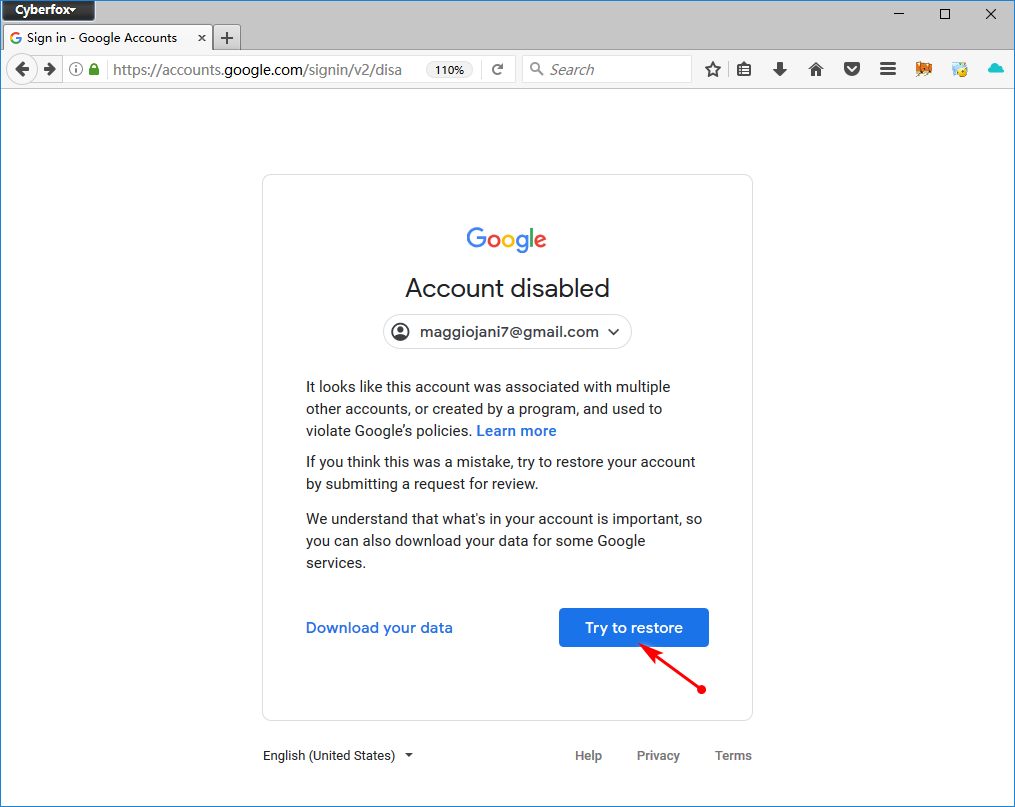 Cyberfox
Sign in - Google Accounts
https://accounts.google.com/signin/v2/disa
110%
Search
Google
Account disabled
maggiojani7@gmail.com
It looks like this account was associated with multiple
other accounts, or created by a program, and used to
violate Google’s policies. Learn more
If you think this was a mistake, try to restore your account
by submitting a request for review.
We understand that what's in your account is important, so
you can also download your data for some Google
services.
Download your data
Try to restore
English (United States)
Help
Privacy
Terms